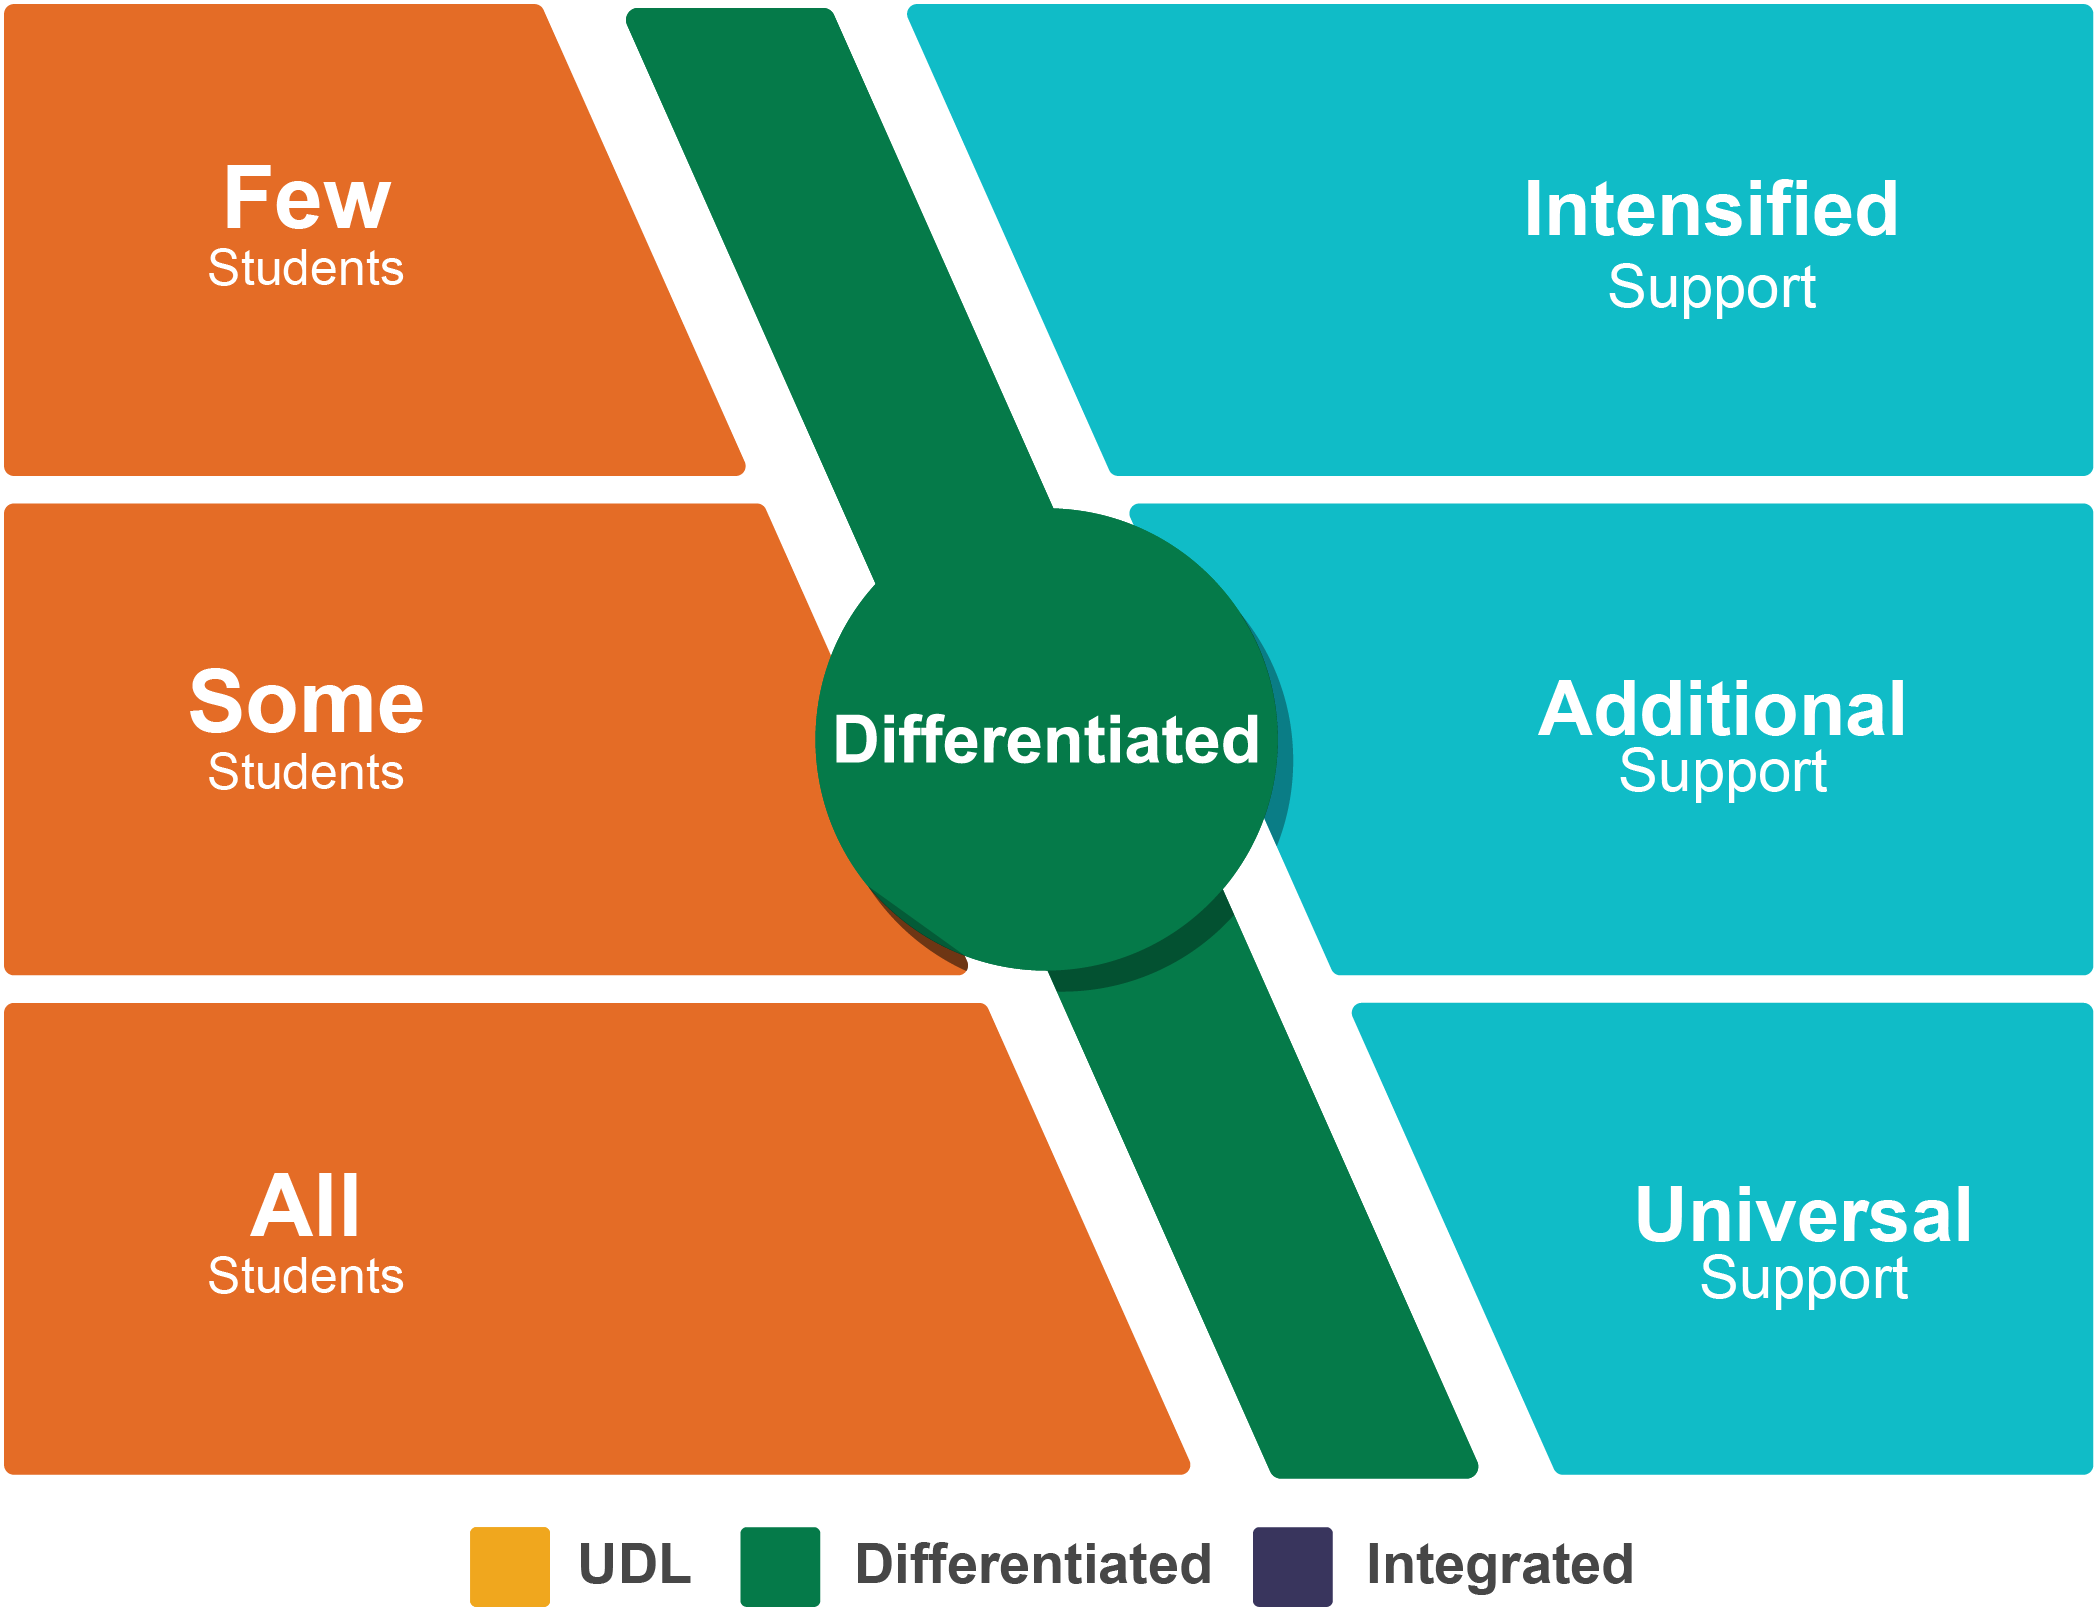 Few
Students
Intensified
Support
Some
Students
Differentiated
Additional
Support
All
Students
Universal
Support
UDL
Differentiated
Integrated